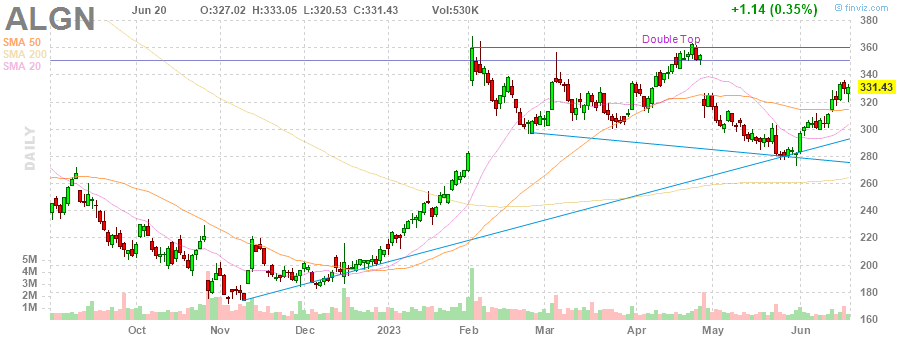 ALGN
Jun 20 O:327.02 H:333.05 L:320.53 C:331.43 Vol:530K +1.14 (0.35%)
© finviz.com
SMA 50
SMA 200
SMA 20
DAILY
Double Top
380
360
340
331.43
320
300
280
260
240
220
200
180
160
5M
4M
3M
2M
1M
Oct Nov Dec 2023 Feb Mar Apr May Jun